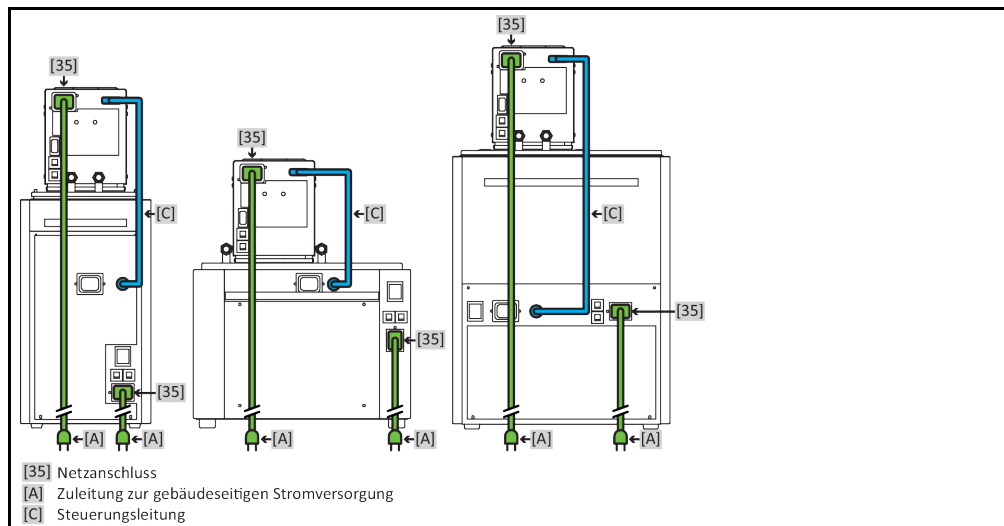 [35]
[35]
[35]
[C]
[C]
[C]
[35]
[35]
[35]
[A]
[A]
[A]
[A]
[A]
[A]
[35] Netzanschluss
[A] Zuleitung zur gebäudeseitigen Stromversorgung
[C] Steuerungsleitung